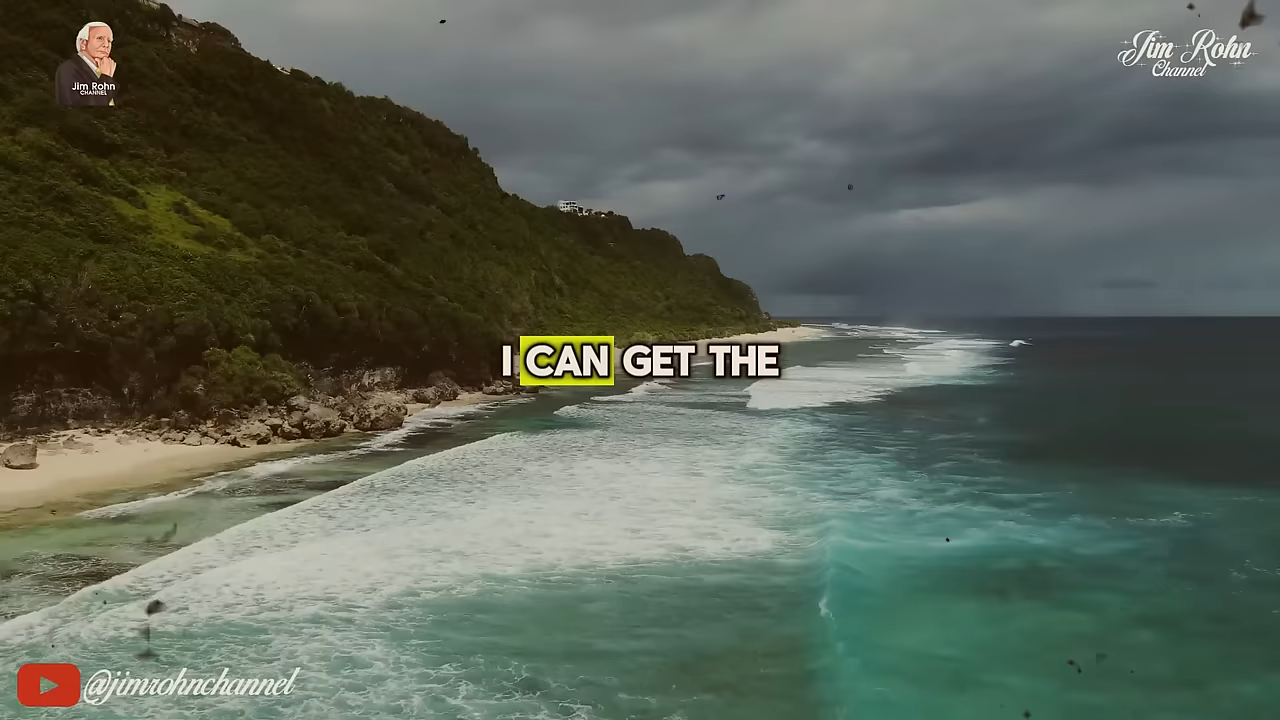 Jim Rohn
CHANNEL
Jim Rohn
Channel
I CAN GET THE
@jimrohnchannel